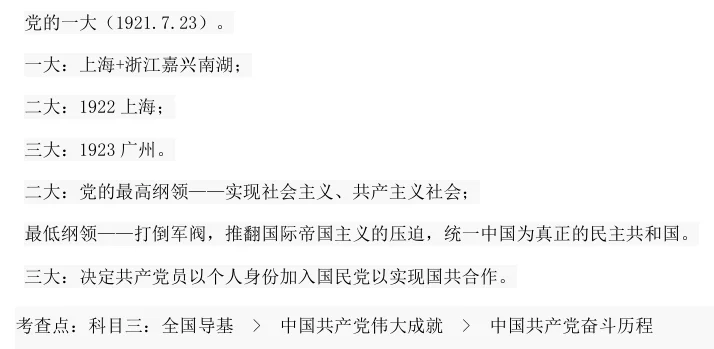 党的一大（1921.7.23）。
一大：上海+浙江嘉兴南湖；
二大：1922 上海；
三大：1923 广州。
二大：党的最高纲领——实现社会主义、共产主义社会；
最低纲领——打倒军阀，推翻国际帝国主义的压迫，统一中国为真正的民主共和国。
三大：决定共产党员以个人身份加入国民党以实现国共合作。
考查点：科目三：全国导基 > 中国共产党伟大成就 > 中国共产党奋斗历程